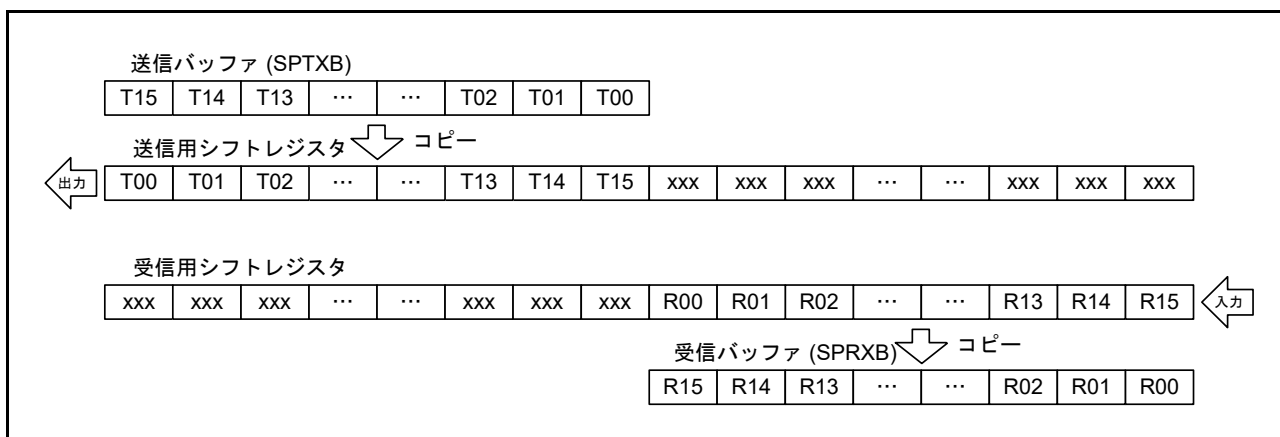 送信バッファ (SPTXB)
T15 T14 T13 … … T02 T01 T00
コピー
送信用シフトレジスタ
出力 T00 T01 T02 … … T13 T14 T15 xxx xxx xxx … … xxx xxx xxx
受信用シフトレジスタ
xxx xxx xxx … … xxx xxx xxx R00 R01 R02 … … R13 R14 R15 入力
コピー
受信バッファ (SPRXB)
R15 R14 R13 … … R02 R01 R00